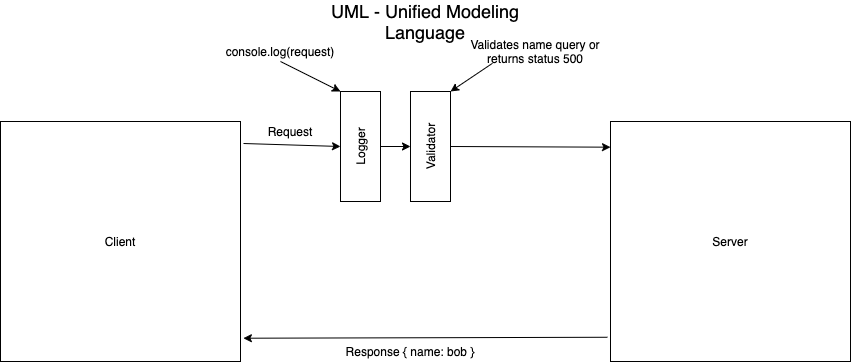 UML - Unified Modeling
Language
console.log(request)
Validates name query or
returns status 500
Request
Logger
Validator
Client
Server
Response { name: bob }